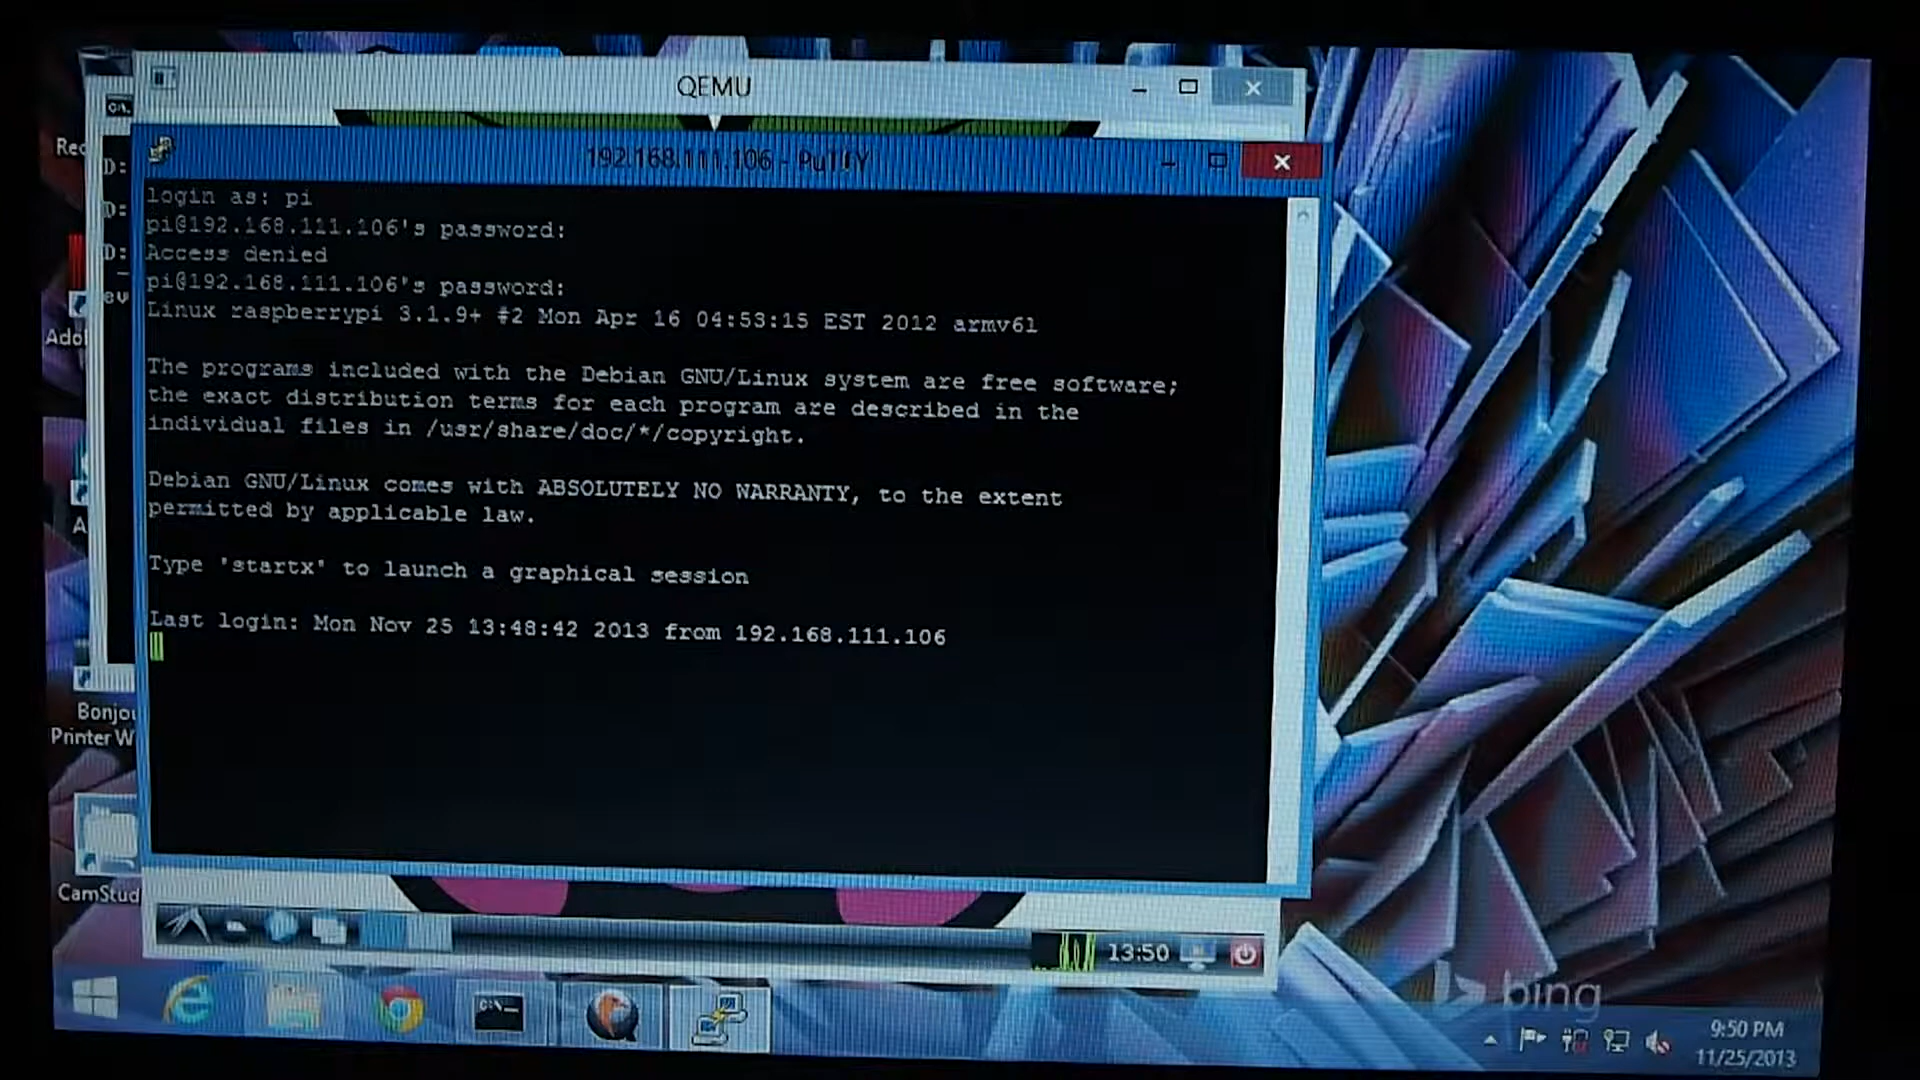 QEMU
192.168.111.106 - PuTTY
login as: pi
pi@192.168.111.106's password:
Access denied
pi@192.168.111.106's password:
Linux raspberrypi 3.1.9+ #2 Mon Apr 16 04:53:15 EST 2012 armv6l
The programs included with the Debian GNU/Linux system are free software;
the exact distribution terms for each program are described in the
individual files in /usr/share/doc/*/copyright.
Debian GNU/Linux comes with ABSOLUTELY NO WARRANTY, to the extent
permitted by applicable law.
Type 'startx' to launch a graphical session
Last login: Mon Nov 25 13:48:42 2013 from 192.168.111.106
Rec
D:
D:
D:
ev
Adol
A
Bonjou
Printer W
CamStud
13:50
bing
9:50 PM
11/25/2013